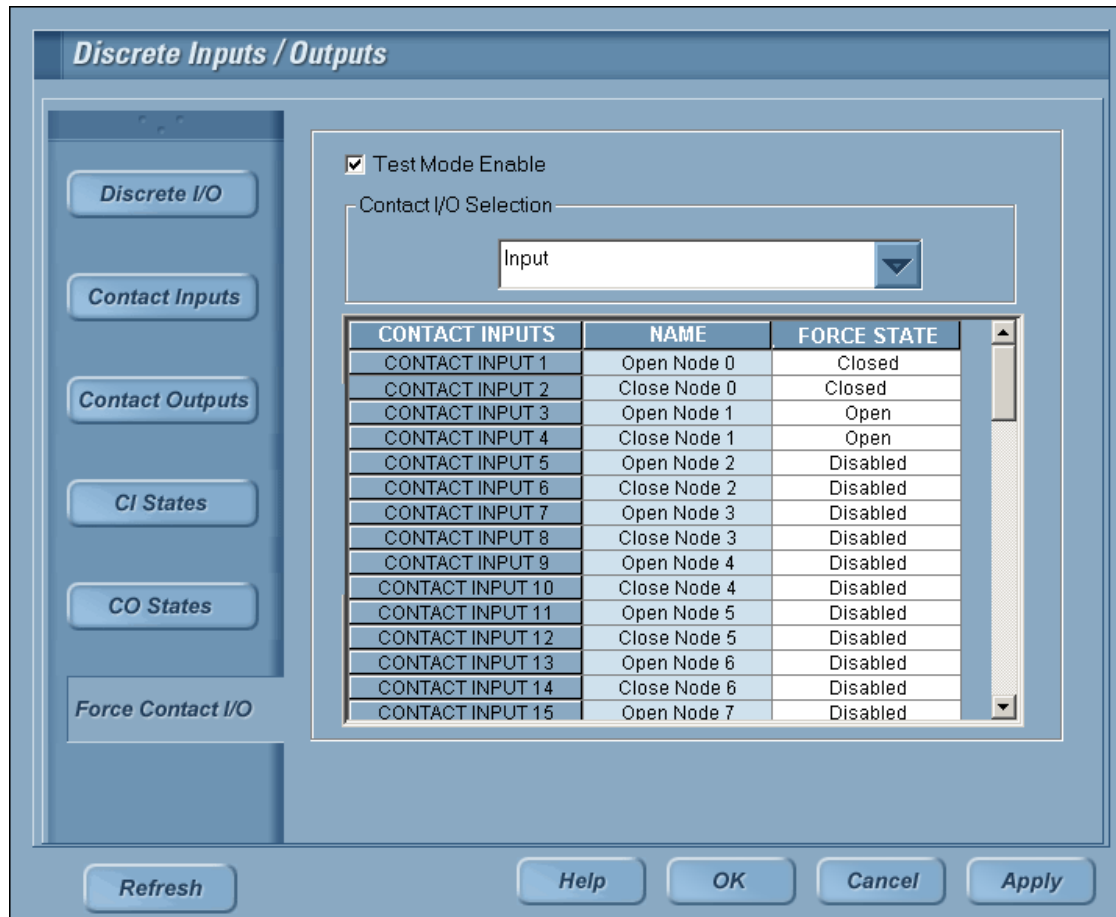 Discrete Inputs / Outputs
Discrete I/O
Contact Inputs
Contact Outputs
CI States
CO States
Force Contact I/O
Test Mode Enable
Contact I/O Selection
Input
CONTACT INPUTS NAME FORCE STATE
CONTACT INPUT 1 Open Node 0 Closed
CONTACT INPUT 2 Close Node 0 Closed
CONTACT INPUT 3 Open Node 1 Open
CONTACT INPUT 4 Close Node 1 Open
CONTACT INPUT 5 Open Node 2 Disabled
CONTACT INPUT 6 Close Node 2 Disabled
CONTACT INPUT 7 Open Node 3 Disabled
CONTACT INPUT 8 Close Node 3 Disabled
CONTACT INPUT 9 Open Node 4 Disabled
CONTACT INPUT 10 Close Node 4 Disabled
CONTACT INPUT 11 Open Node 5 Disabled
CONTACT INPUT 12 Close Node 5 Disabled
CONTACT INPUT 13 Open Node 6 Disabled
CONTACT INPUT 14 Close Node 6 Disabled
CONTACT INPUT 15 Open Node 7 Disabled
Refresh Help OK Cancel Apply